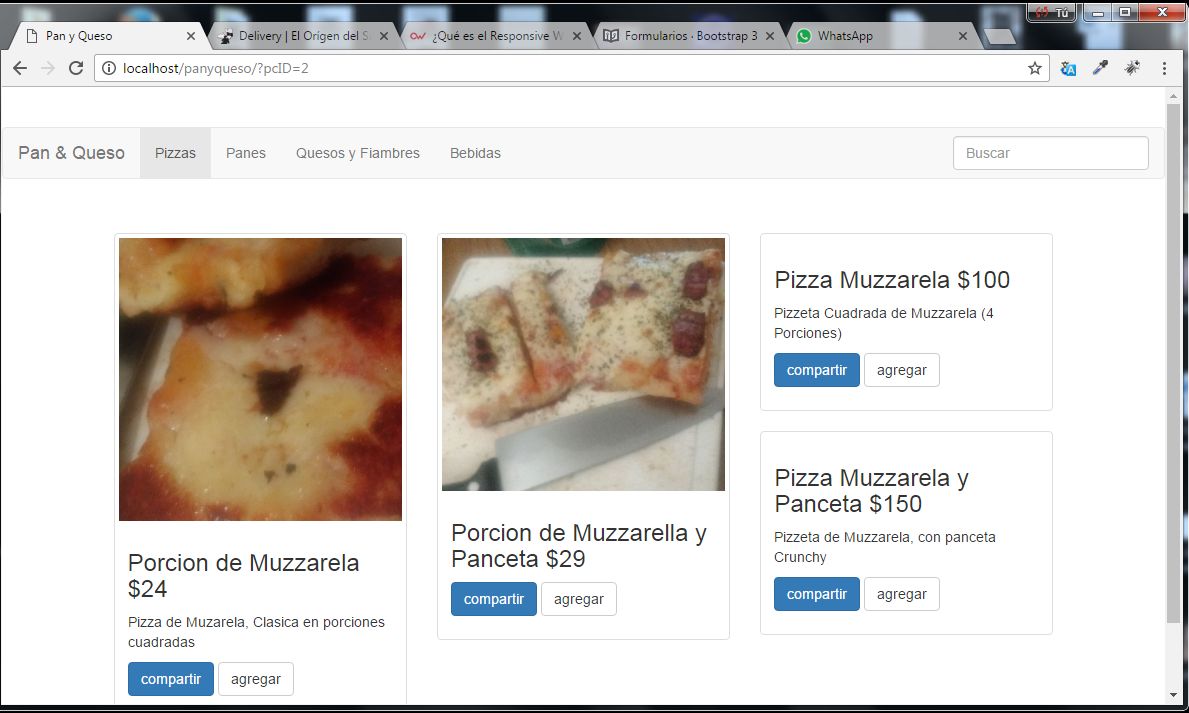 Tú
Pan y Queso
Delivery | El Orígen del S
¿Qué es el Responsive W
Formularios · Bootstrap 3
WhatsApp
localhost/panyqueso/?pcID=2
Pan & Queso
Pizzas
Panes
Quesos y Fiambres
Bebidas
Buscar
Porcion de Muzzarela
$24
Pizza de Muzarela, Clasica en porciones
cuadradas
compartir
agregar
Porcion de Muzzarella y
Panceta $29
compartir
agregar
Pizza Muzzarela $100
Pizzeta Cuadrada de Muzzarela (4
Porciones)
compartir
agregar
Pizza Muzzarela y
Panceta $150
Pizzeta de Muzzarela, con panceta
Crunchy
compartir
agregar